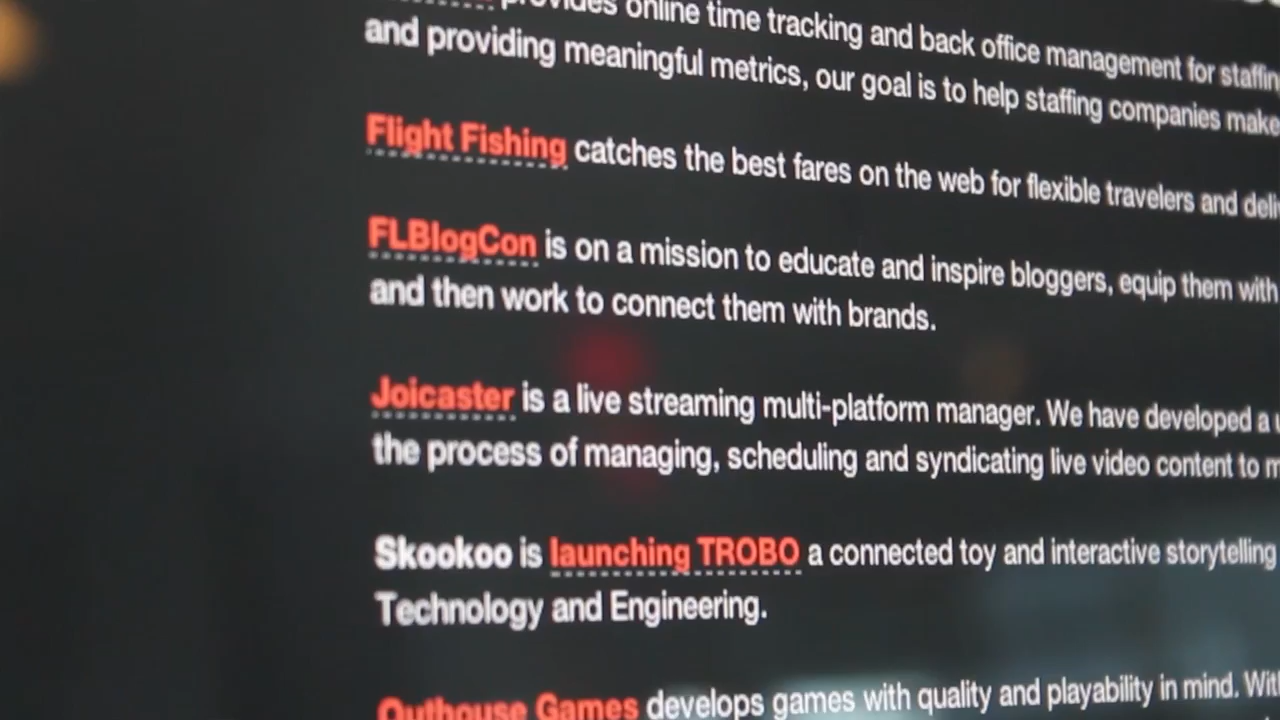 provides online time tracking and back office management for
and providing meaningful metrics, our goal is to help staffing companies make
Flight Fishing catches the best fares on the web for flexible travelers and
FLBlogCon is on a mission to educate and inspire bloggers, equip them with
and then work to connect them with brands.
Joicaster is a live streaming multi-platform manager. We have developed a
the process of managing, scheduling and syndicating live video content to
Skookoo is launching TROBO a connected toy and interactive storytelling
Technology and Engineering.
Outhouse Games develops games with quality and playability in mind.